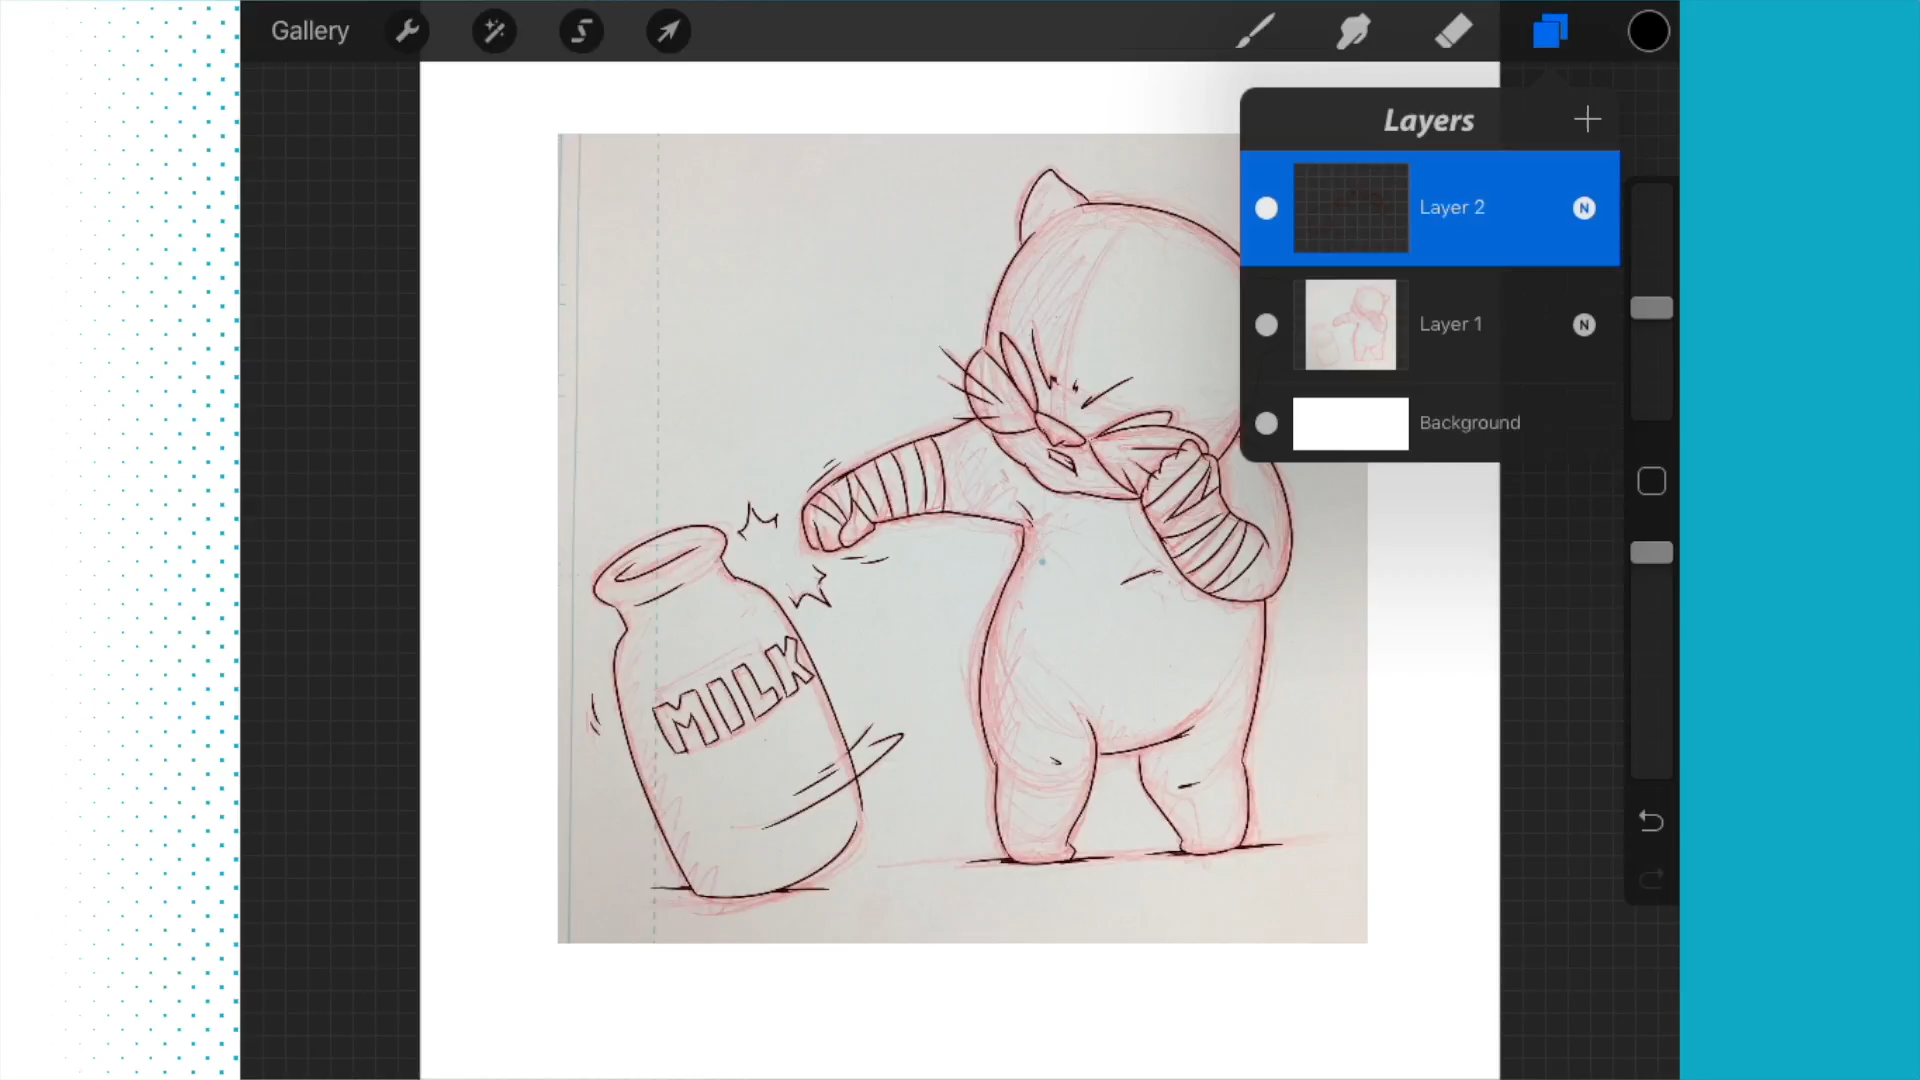 Gallery
Layers
Layer 2
N
Layer 1
N
Background
MILK